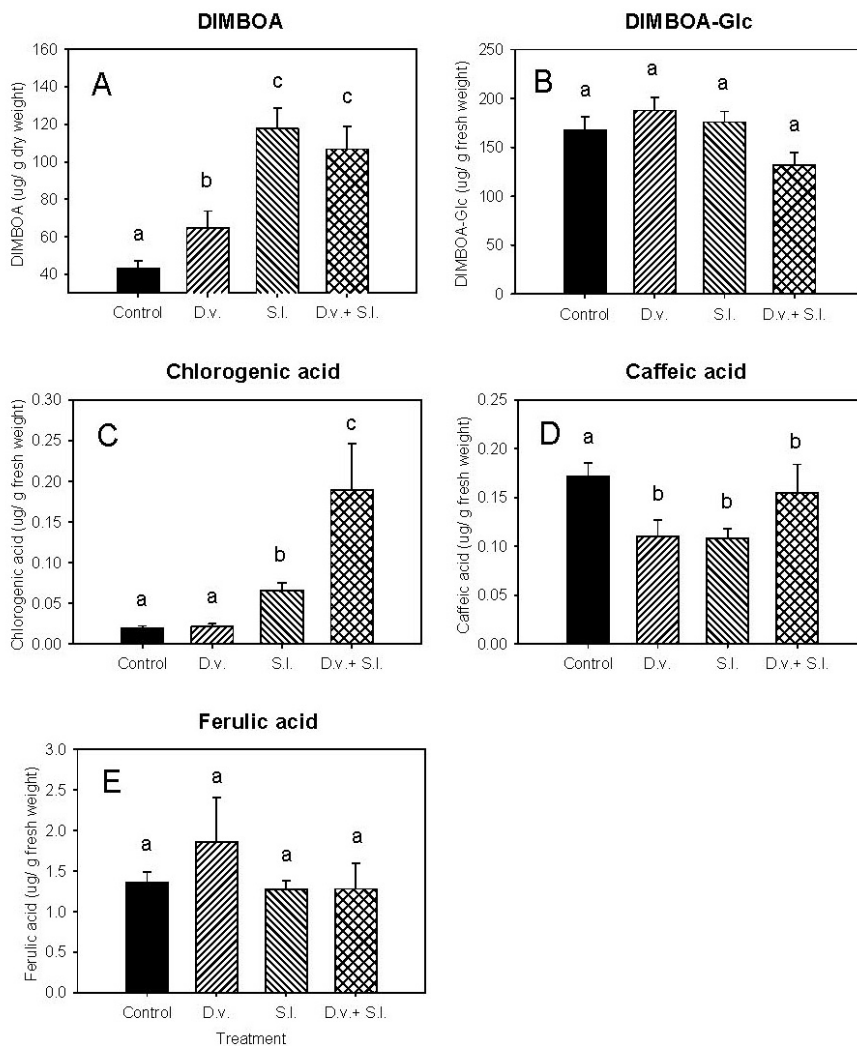 DIMBOA
A
DIMBOA (ug/ g dry weight)
160
140
120
100
80
60
40
a
b
c
c
Control
D.v.
S.l.
D.v.+ S.l.
DIMBOA-Glc
B
DIMBOA-Glc (ug/ g fresh weight)
250
200
150
100
50
0
a
a
a
a
Control
D.v.
S.l.
D.v.+ S.l.
Chlorogenic acid
C
Chlorogenic acid (ug/ g fresh weight)
0.30
0.25
0.20
0.15
0.10
0.05
0.00
a
a
b
c
Control
D.v.
S.l.
D.v.+ S.l.
Caffeic acid
D
Caffeic acid (ug/ g fresh weight)
0.25
0.20
0.15
0.10
0.05
0.00
a
b
b
b
Control
D.v.
S.l.
D.v.+ S.l.
Ferulic acid
E
Ferulic acid (ug/ g fresh weight)
3.0
2.5
2.0
1.5
1.0
0.5
0.0
a
a
a
a
Control
D.v.
S.l.
D.v.+ S.l.
Treatment